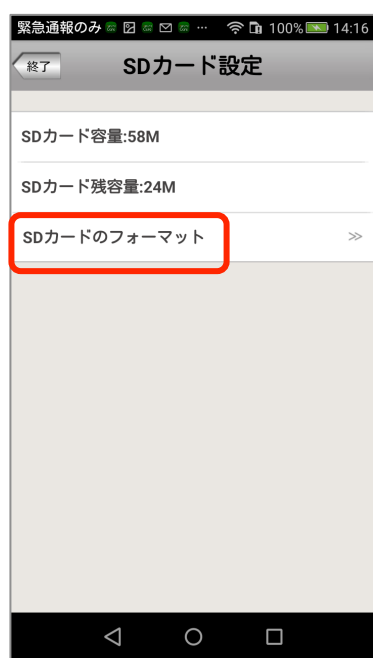 緊急通報のみ … 100% 14:16
終了 SDカード設定
SDカード容量:58M
SDカード残容量:24M
SDカードのフォーマット >>